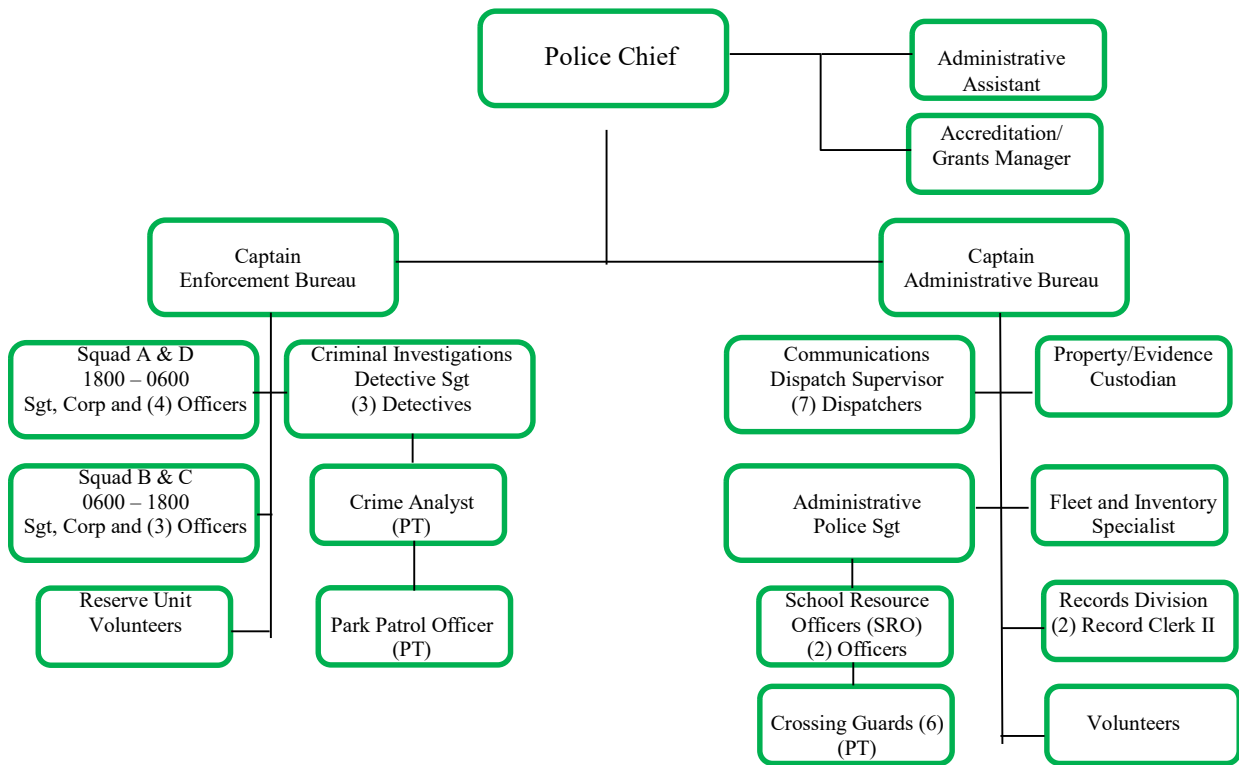 Police Chief
Administrative
Assistant
Accreditation/
Grants Manager
Captain
Enforcement Bureau
Captain
Administrative Bureau
Squad A & D
1800 – 0600
Sgt, Corp and (4) Officers
Criminal Investigations
Detective Sgt
(3) Detectives
Communications
Dispatch Supervisor
(7) Dispatchers
Property/Evidence
Custodian
Squad B & C
0600 – 1800
Sgt, Corp and (3) Officers
Crime Analyst
(PT)
Administrative
Police Sgt
Fleet and Inventory
Specialist
Reserve Unit
Volunteers
Park Patrol Officer
(PT)
School Resource
Officers (SRO)
(2) Officers
Records Division
(2) Record Clerk II
Crossing Guards (6)
(PT)
Volunteers